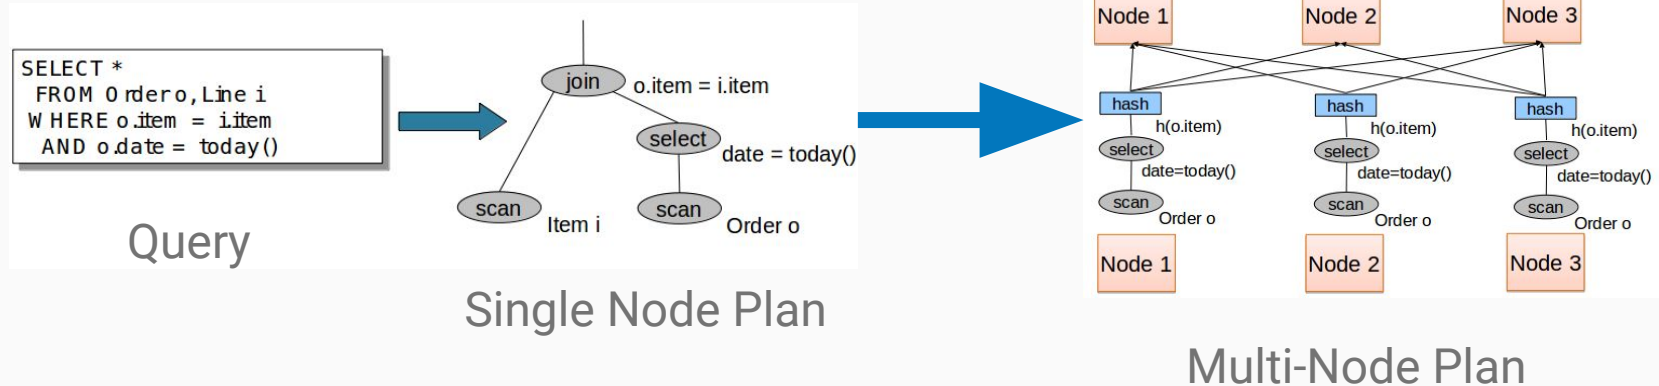 SELECT *
FROM Order o, Line i
WHERE o.item = i.item
AND o.date = today()
Query
join
o.item = i.item
select
date = today()
scan
Item i
scan
Order o
Single Node Plan
Node 1
Node 2
Node 3
hash
hash
hash
h(o.item)
h(o.item)
h(o.item)
select
select
select
date=today()
date=today()
date=today()
scan
scan
scan
Order o
Order o
Order o
Node 1
Node 2
Node 3
Multi-Node Plan